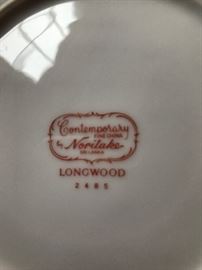 Contemporary
FINE CHINA
by Noritake
SRI LANKA
LONGWOOD
2485